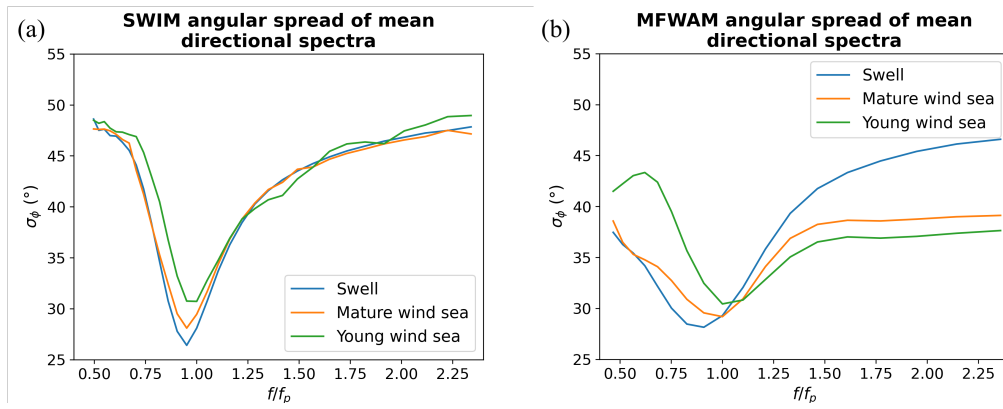 (a)
SWIM angular spread of mean
directional spectra
55
50
45
40
35
30
25
σϕ (°)
0.50 0.75 1.00 1.25 1.50 1.75 2.00 2.25
f/fp
Swell
Mature wind sea
Young wind sea
(b)
MFWAM angular spread of mean
directional spectra
55
50
45
40
35
30
25
σϕ (°)
0.50 0.75 1.00 1.25 1.50 1.75 2.00 2.25
f/fp
Swell
Mature wind sea
Young wind sea